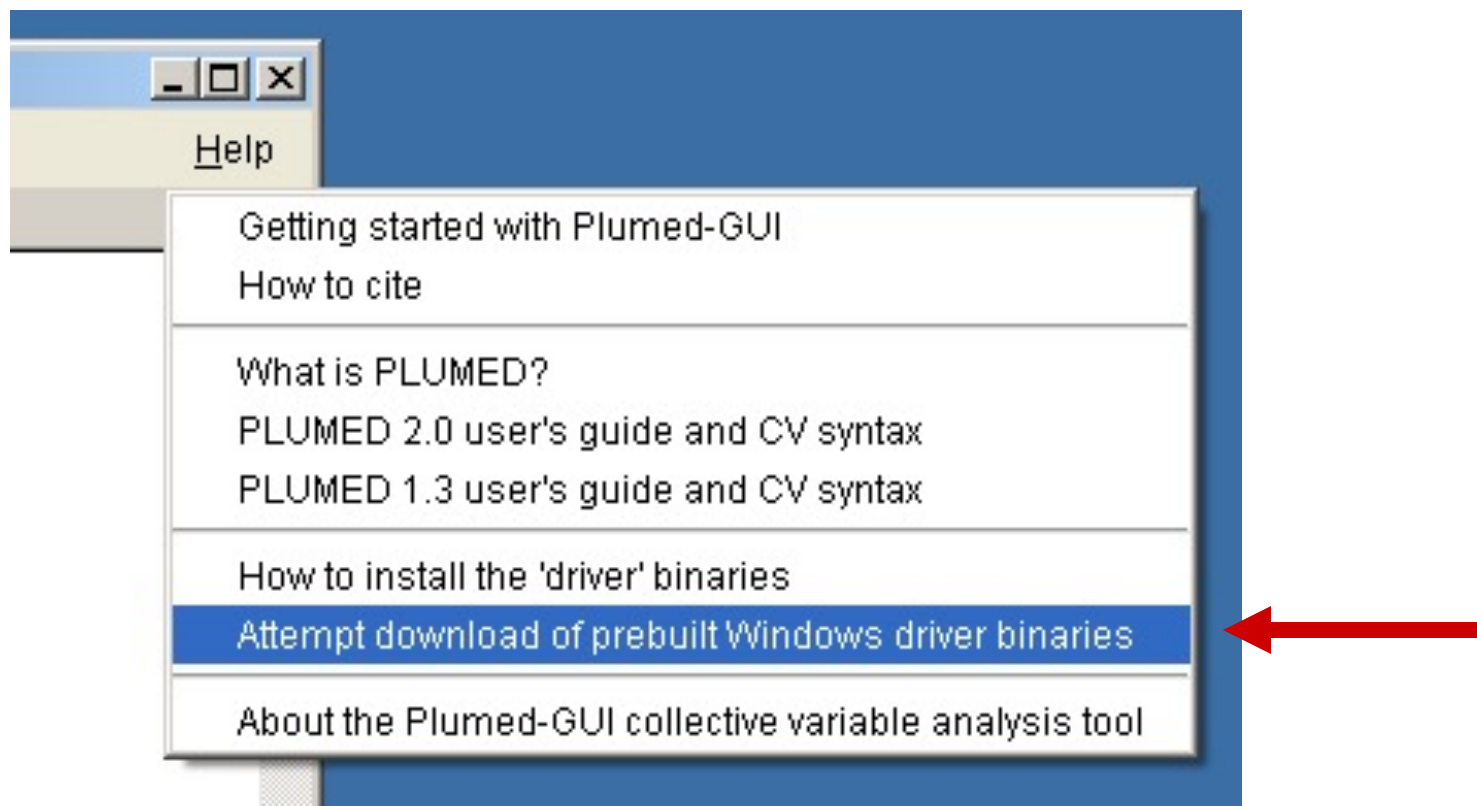 Help
Getting started with Plumed-GUI
How to cite
What is PLUMED?
PLUMED 2.0 user's guide and CV syntax
PLUMED 1.3 user's guide and CV syntax
How to install the 'driver' binaries
Attempt download of prebuilt Windows driver binaries
About the Plumed-GUI collective variable analysis tool